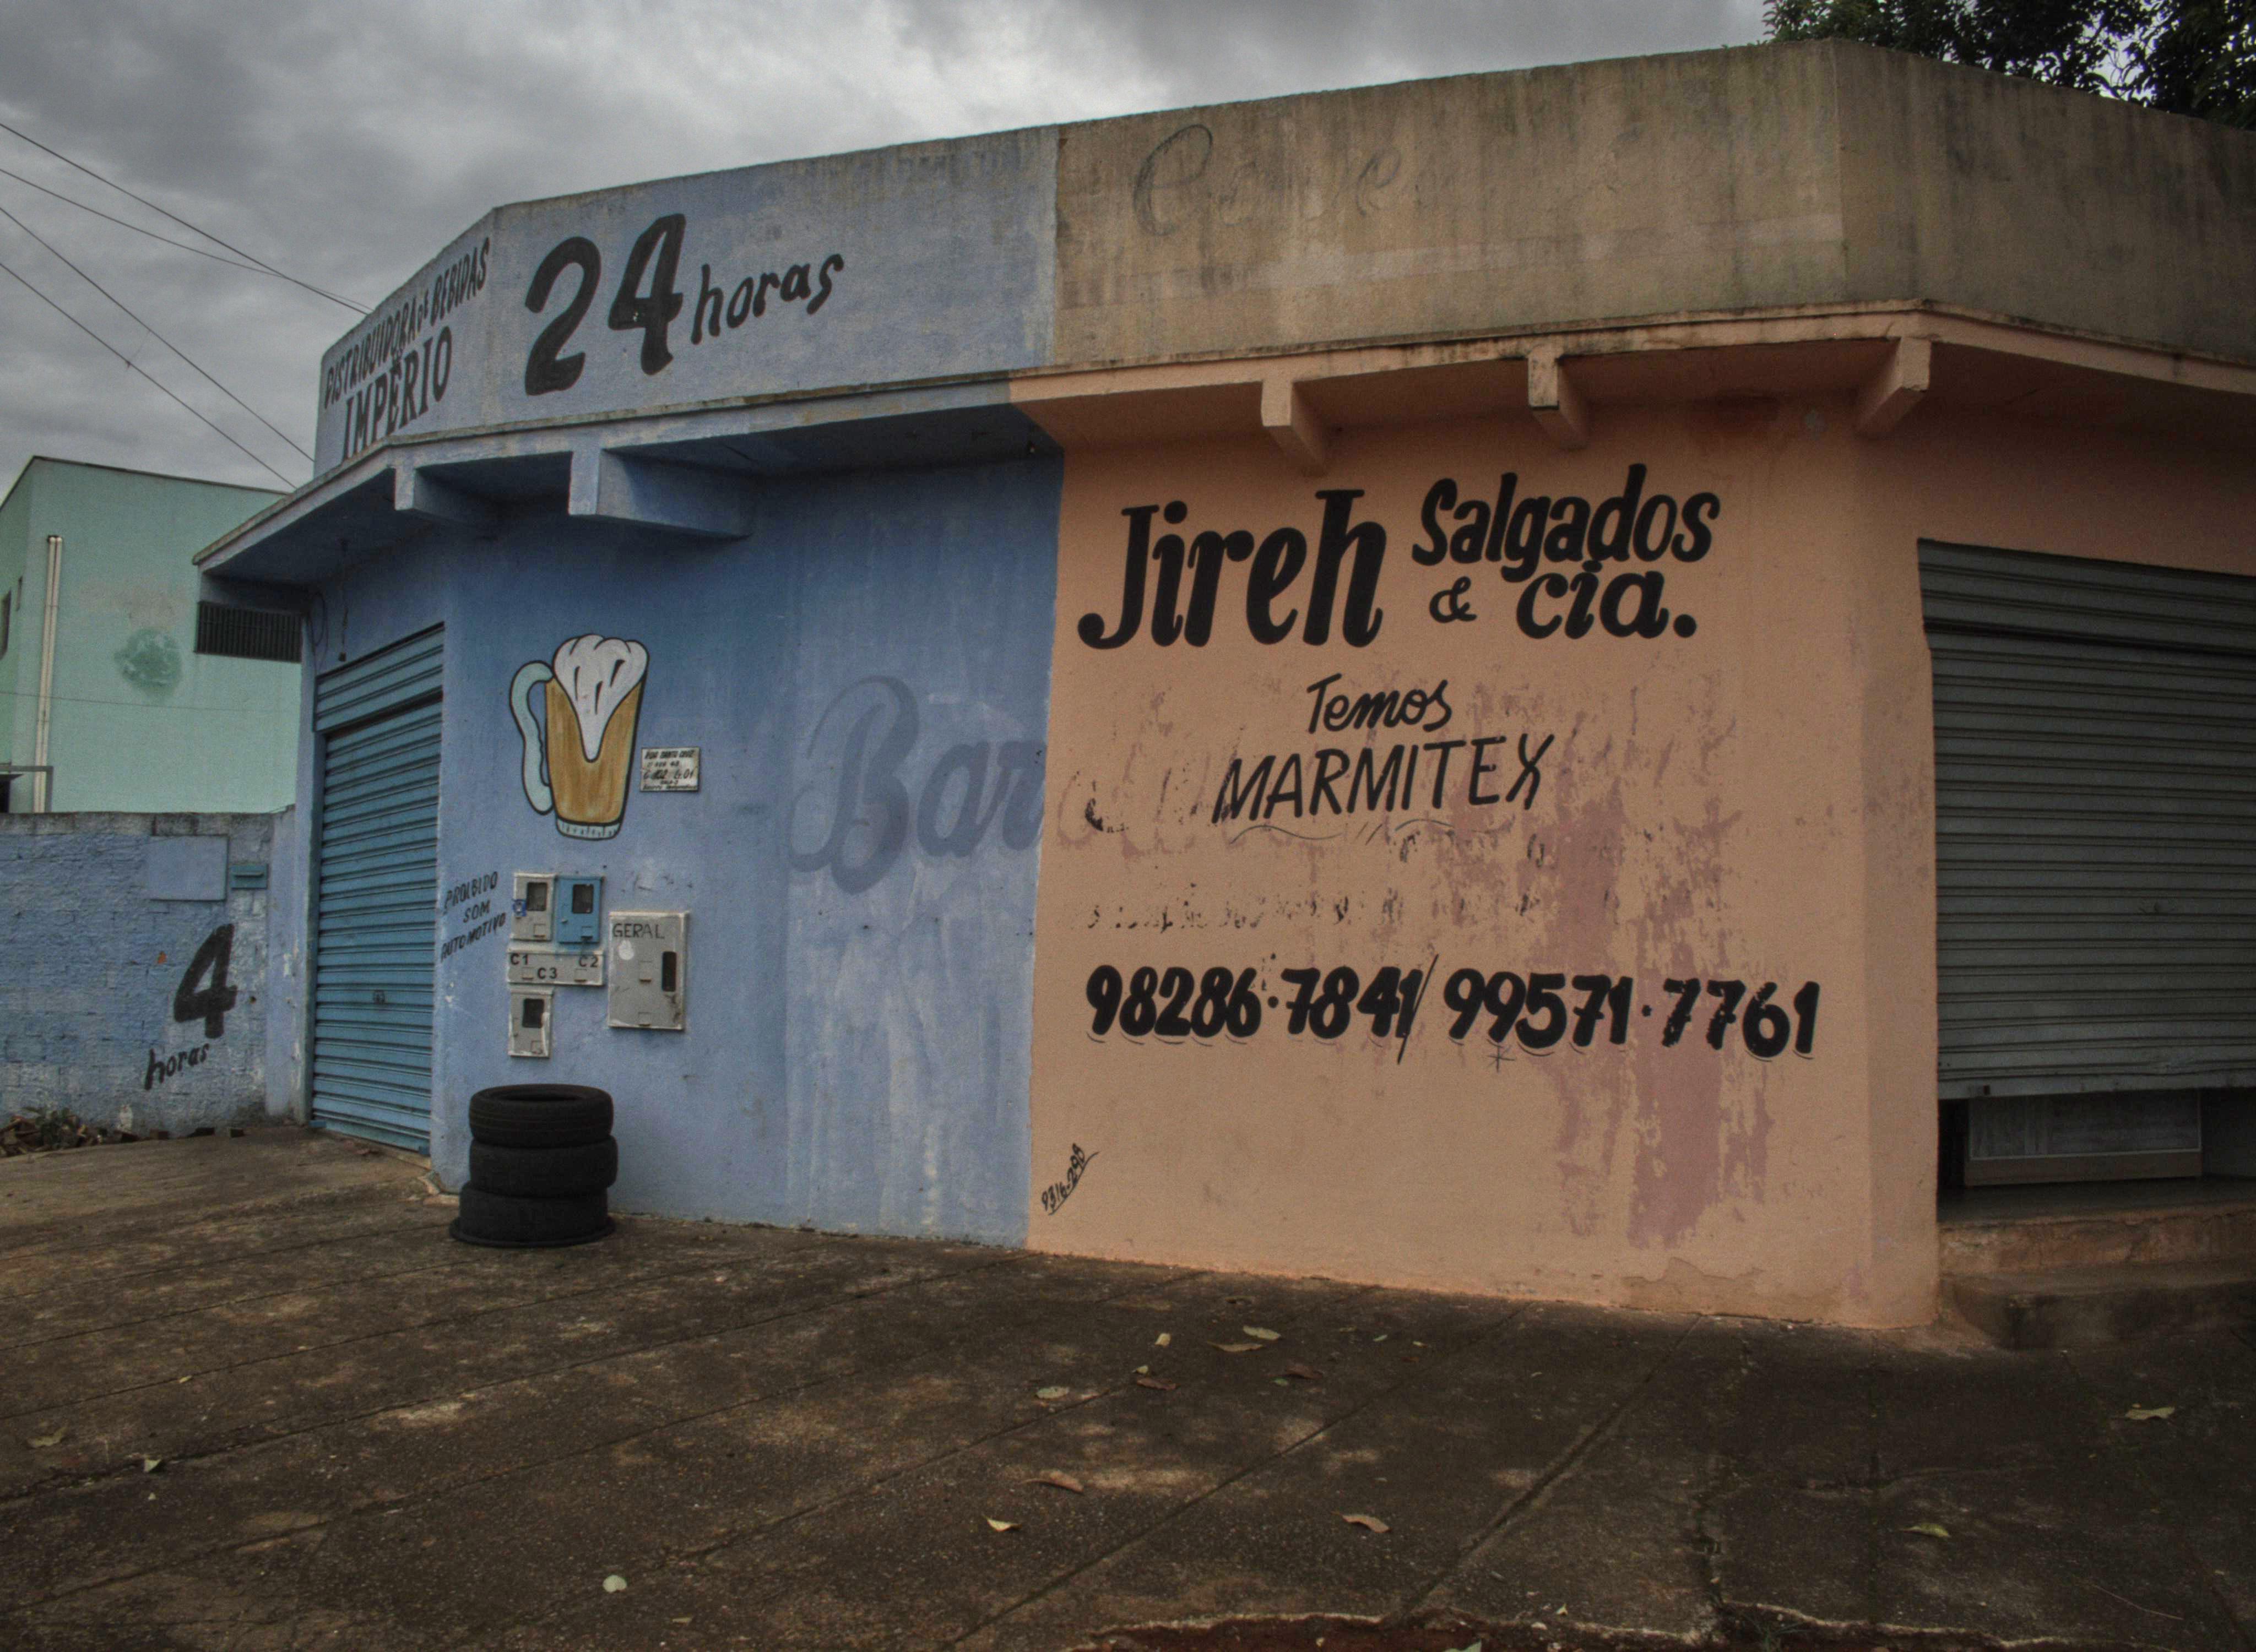 DISTRIBUIDORA DE BEBIDAS
IMPÉRIO
24 horas
Jireh Salgados
& cia.
Temos
MARMITEX
98286·7841/99571·7761
Bar
PROIBIDO
SOM
AUTOMOTIVO
GERAL
C1 C2
C3
4
horas